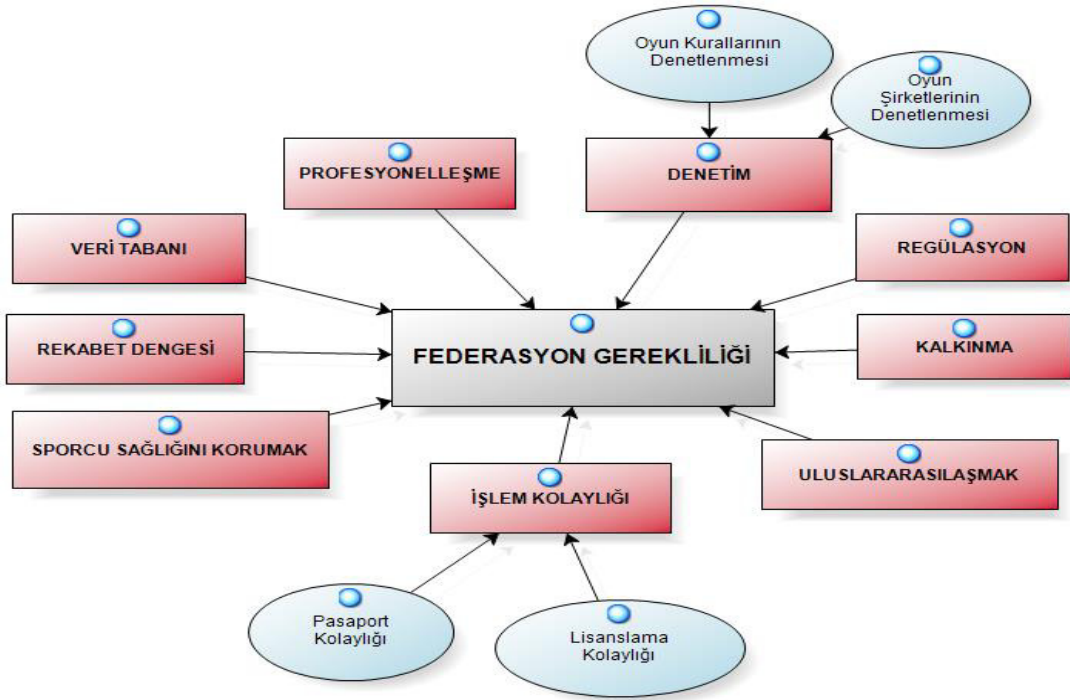 Oyun Kurallarının
Denetlenmesi
Oyun
Şirketlerinin
Denetlenmesi
PROFESYONELLEŞME
DENETİM
VERİ TABANI
REGÜLASYON
REKABET DENGESİ
FEDERASYON GEREKLİLİĞİ
KALKINMA
SPORCU SAĞLIĞINI KORUMAK
İŞLEM KOLAYLIĞI
ULUSLARARASILAŞMAK
Pasaport
Kolaylığı
Lisanslama
Kolaylığı